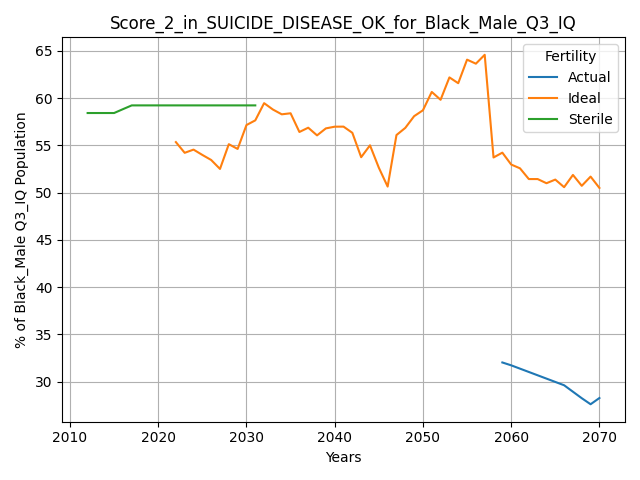 Score_2_in_SUICIDE_DISEASE_OK_for_Black_Male_Q3_IQ
% of Black_Male Q3_IQ Population
65
60
55
50
45
40
35
30
Fertility
Actual
Ideal
Sterile
2010 2020 2030 2040 2050 2060 2070
Years